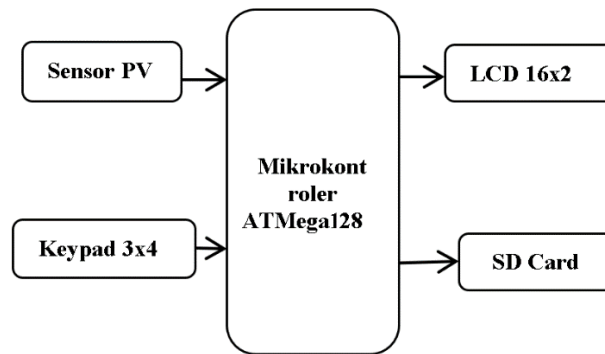 Sensor PV
LCD 16x2
Mikrokont
roler
ATMega128
Keypad 3x4
SD Card